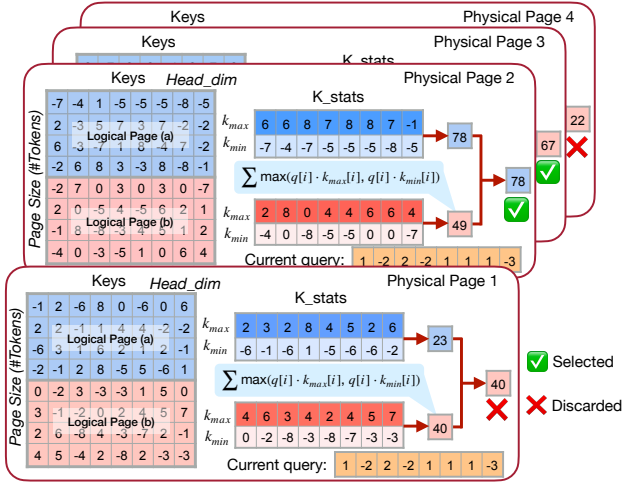 Keys Physical Page 4
Keys Physical Page 3
K_stats
22
67
Keys Head_dim Physical Page 2
Page Size (#Tokens)
-7 -4 1 -5 -5 -5 -8 -5
2 -3 5 7 3 7 -2 -2
Logical Page (a)
6 -3 -7 1 8 -4 7 -2
-2 6 8 3 -3 8 -8 -1
-2 7 0 3 0 3 0 -7
2 0 -5 4 -5 6 2 1
Logical Page (b)
-1 8 -8 -3 4 5 1 2
-4 0 -3 -5 1 0 6 4
K_stats
k_max 6 6 8 7 8 8 7 -1
k_min -7 -4 -7 -5 -5 -5 -8 -5
78
∑ max(q[i] · k_max[i], q[i] · k_min[i])
78
k_max 2 8 0 4 4 6 6 4
k_min -4 0 -8 -5 -5 0 0 -7
49
Current query: 1 -2 2 -2 1 1 1 -3
Keys Head_dim Physical Page 1
Page Size (#Tokens)
-1 2 -6 8 0 -6 0 6
2 2 -1 1 4 4 -2 -2
Logical Page (a)
-6 3 1 6 2 1 2 -1
-2 -1 2 8 -5 5 -6 1
0 -2 3 -3 -3 1 5 0
3 -1 -2 0 2 4 5 7
Logical Page (b)
2 6 -8 4 -3 -7 2 -1
4 5 -4 2 -8 2 -3 -3
K_stats
k_max 2 3 2 8 4 5 2 6
k_min -6 -1 -6 1 -5 -6 -6 -2
23
∑ max(q[i] · k_max[i], q[i] · k_min[i])
40
k_max 4 6 3 4 2 4 5 7
k_min 0 -2 -8 -3 -8 -7 -3 -3
40
Current query: 1 -2 2 -2 1 1 1 -3
Selected
Discarded